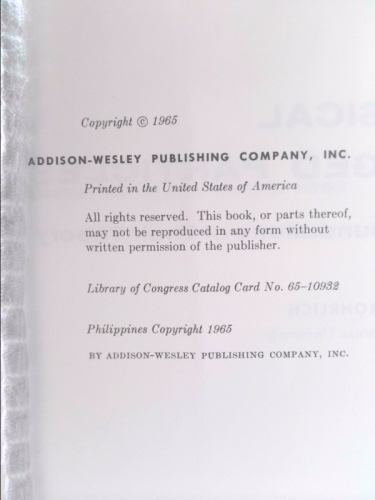 Copyright © 1965
ADDISON-WESLEY PUBLISHING COMPANY, INC.
Printed in the United States of America
All rights reserved. This book, or parts thereof,
may not be reproduced in any form without
written permission of the publisher.
Library of Congress Catalog Card No. 65-10932
Philippines Copyright 1965
BY ADDISON-WESLEY PUBLISHING COMPANY, INC.